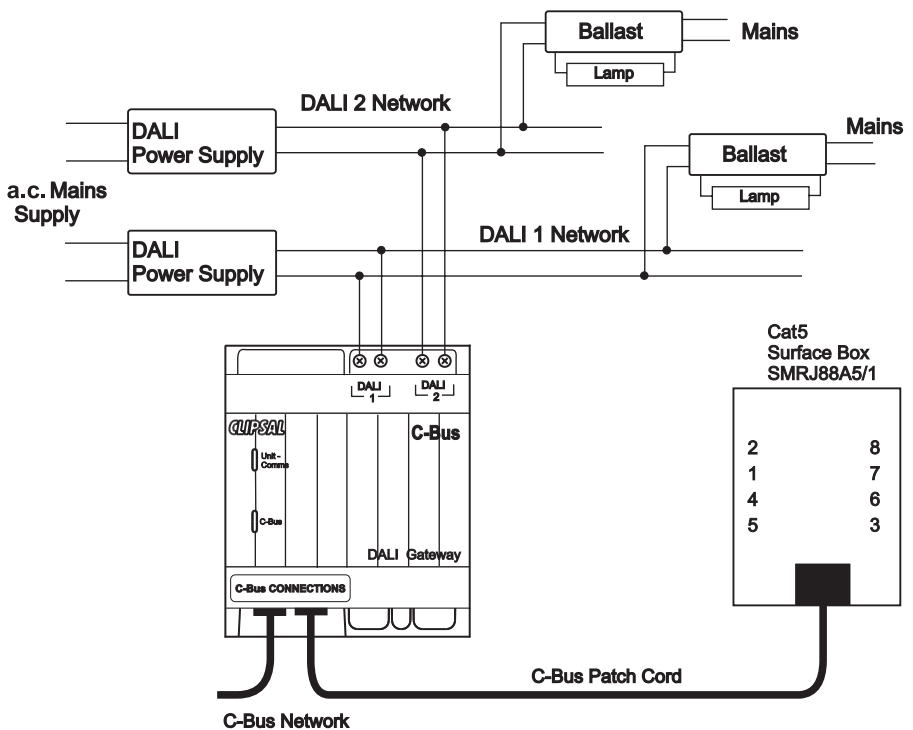 Ballast
Mains
Lamp
DALI 2 Network
DALI
Power Supply
Mains
Ballast
Lamp
a.c. Mains
Supply
DALI 1 Network
DALI
Power Supply
Cat5
Surface Box
SMRJ88A5/1
DALI
1
DALI
2
CLIPSAL
C-Bus
Unit -
Comms
C-Bus
DALI Gateway
C-Bus CONNECTIONS
2 8
1 7
4 6
5 3
C-Bus Patch Cord
C-Bus Network